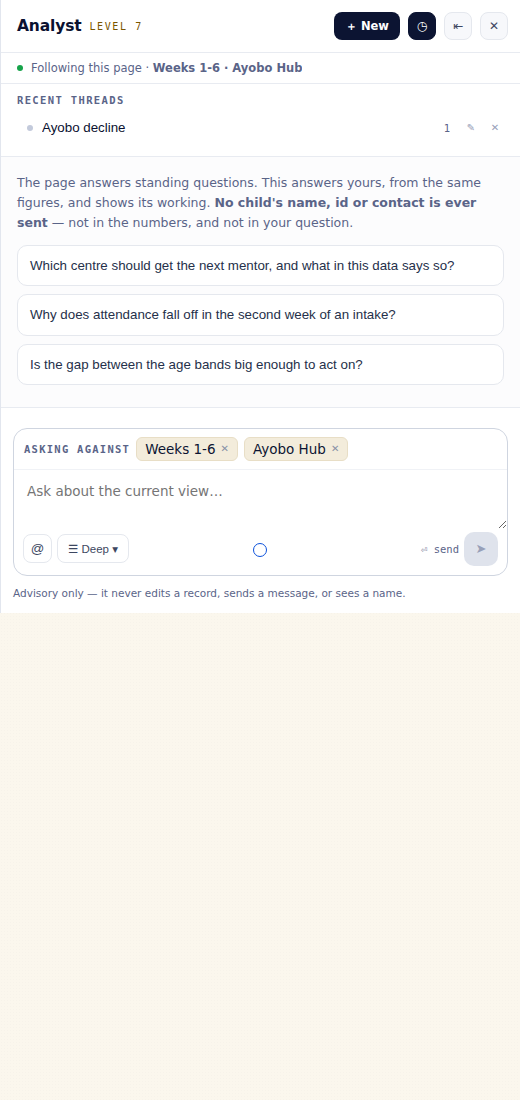 Analyst LEVEL 7
+ New
Following this page · Weeks 1-6 · Ayobo Hub
RECENT THREADS
Ayobo decline 1
The page answers standing questions. This answers yours, from the same
figures, and shows its working. No child's name, id or contact is ever
sent — not in the numbers, and not in your question.
Which centre should get the next mentor, and what in this data says so?
Why does attendance fall off in the second week of an intake?
Is the gap between the age bands big enough to act on?
ASKING AGAINST Weeks 1-6 × Ayobo Hub ×
Ask about the current view…
@ ☰ Deep ▾ ⏎ send ➤
Advisory only — it never edits a record, sends a message, or sees a name.